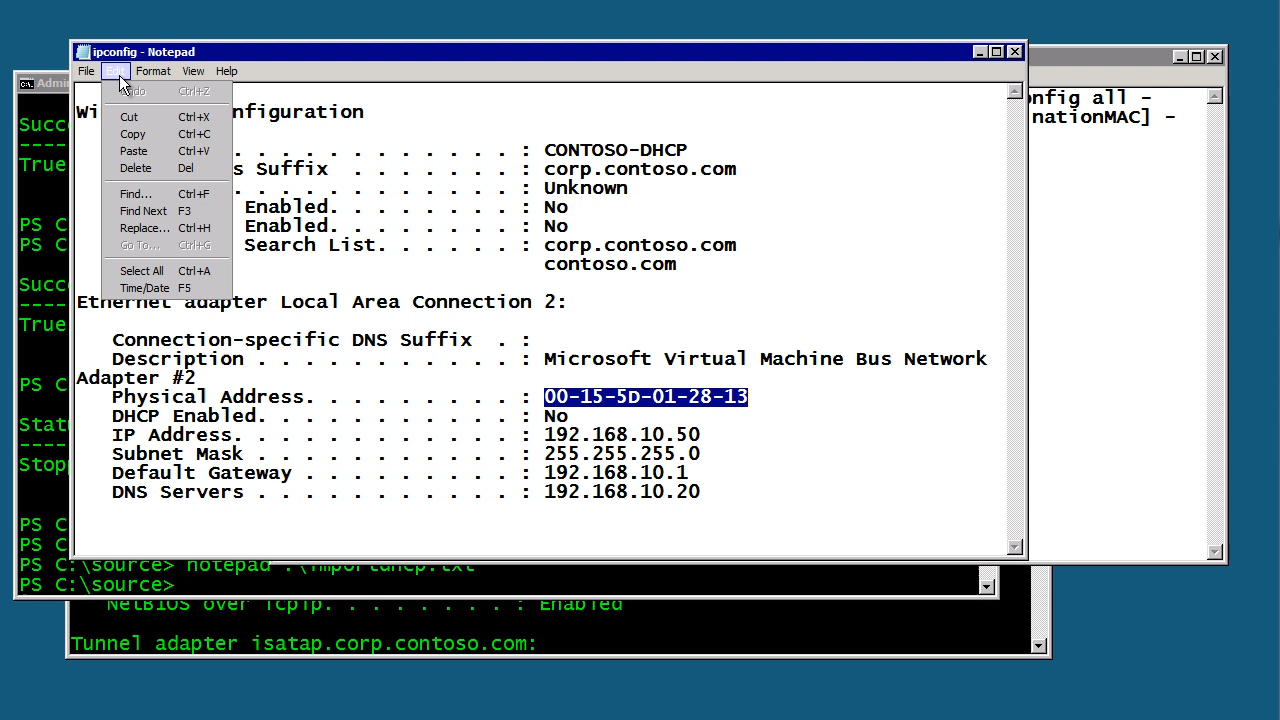 ipconfig - Notepad
File Edit Format View Help
Undo Ctrl+Z
Cut Ctrl+X
Copy Ctrl+C
Paste Ctrl+V
Delete Del
Find... Ctrl+F
Find Next F3
Replace... Ctrl+H
Go To... Ctrl+G
Select All Ctrl+A
Time/Date F5
Wi nfiguration
. . . . . . . . . . . . : CONTOSO-DHCP
s Suffix . . . . . . . : corp.contoso.com
. . . . . . . . . . . . : Unknown
Enabled. . . . . . . . : No
Enabled. . . . . . . . : No
Search List. . . . . . : corp.contoso.com
contoso.com
Ethernet adapter Local Area Connection 2:
Connection-specific DNS Suffix . :
Description . . . . . . . . . . . : Microsoft Virtual Machine Bus Network
Adapter #2
Physical Address. . . . . . . . . : 00-15-5D-01-28-13
DHCP Enabled. . . . . . . . . . . : No
IP Address. . . . . . . . . . . . : 192.168.10.50
Subnet Mask . . . . . . . . . . . : 255.255.255.0
Default Gateway . . . . . . . . . : 192.168.10.1
DNS Servers . . . . . . . . . . . : 192.168.10.20
nfig all -
nationMAC] -
Admin
Succ
----
True
PS C
PS C
Succ
----
True
PS C
Stat
----
Stop
PS C
PS C
PS C:\source> notepad .\importdhcp.txt
PS C:\source>
NetBIOS over Tcpip. . . . . . . . : Enabled
Tunnel adapter isatap.corp.contoso.com: